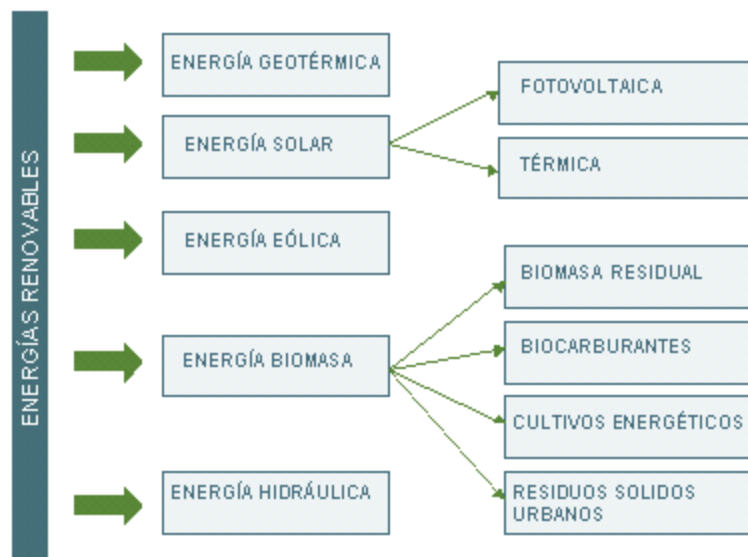 ENERGÍAS RENOVABLES
ENERGÍA GEOTÉRMICA
ENERGÍA SOLAR
FOTOVOLTAICA
TÉRMICA
ENERGÍA EÓLICA
ENERGÍA BIOMASA
BIOMASA RESIDUAL
BIOCARBURANTES
CULTIVOS ENERGÉTICOS
RESIDUOS SOLIDOS
URBANOS
ENERGÍA HIDRÁULICA